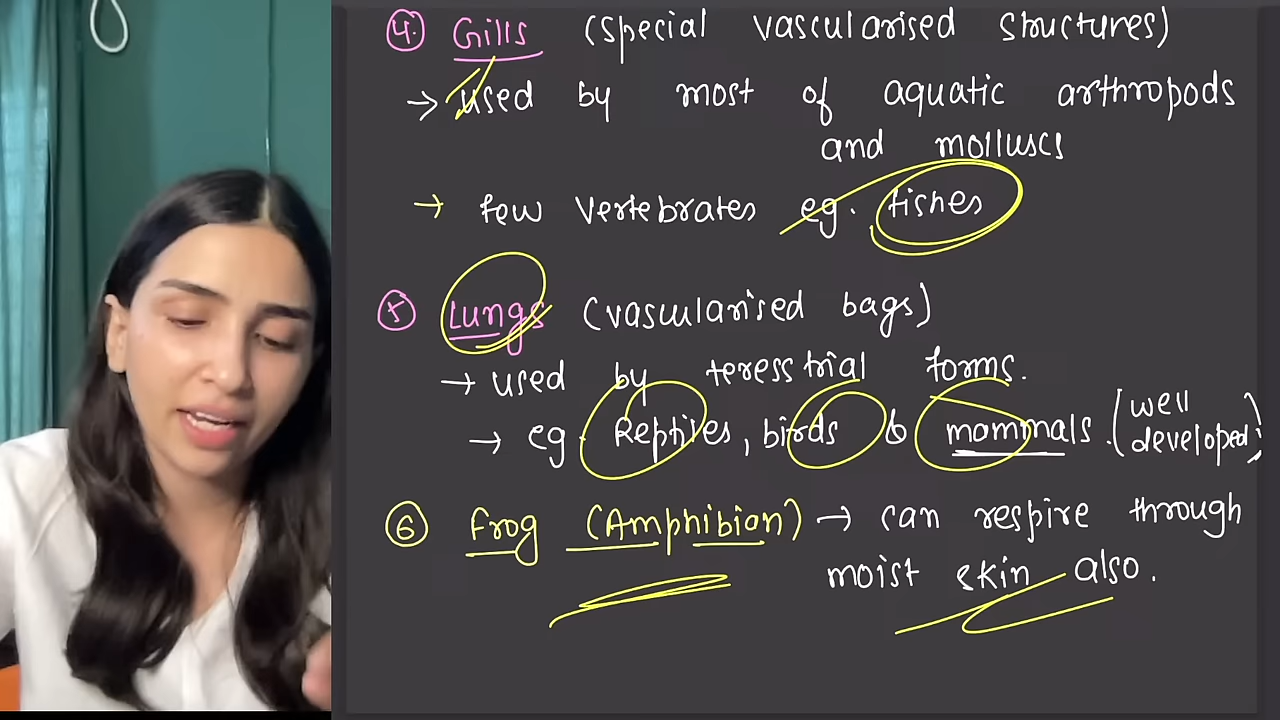 4. Gills (special vascularised structures)
→ used by most of aquatic arthropods
and molluscs
→ few vertebrates eg. fishes
5 Lungs (vascularised bags)
→ used by teresstrial forms.
→ eg. Reptiles, birds & mammals. (well developed)
6 Frog (Amphibian) → can respire through
moist skin also.